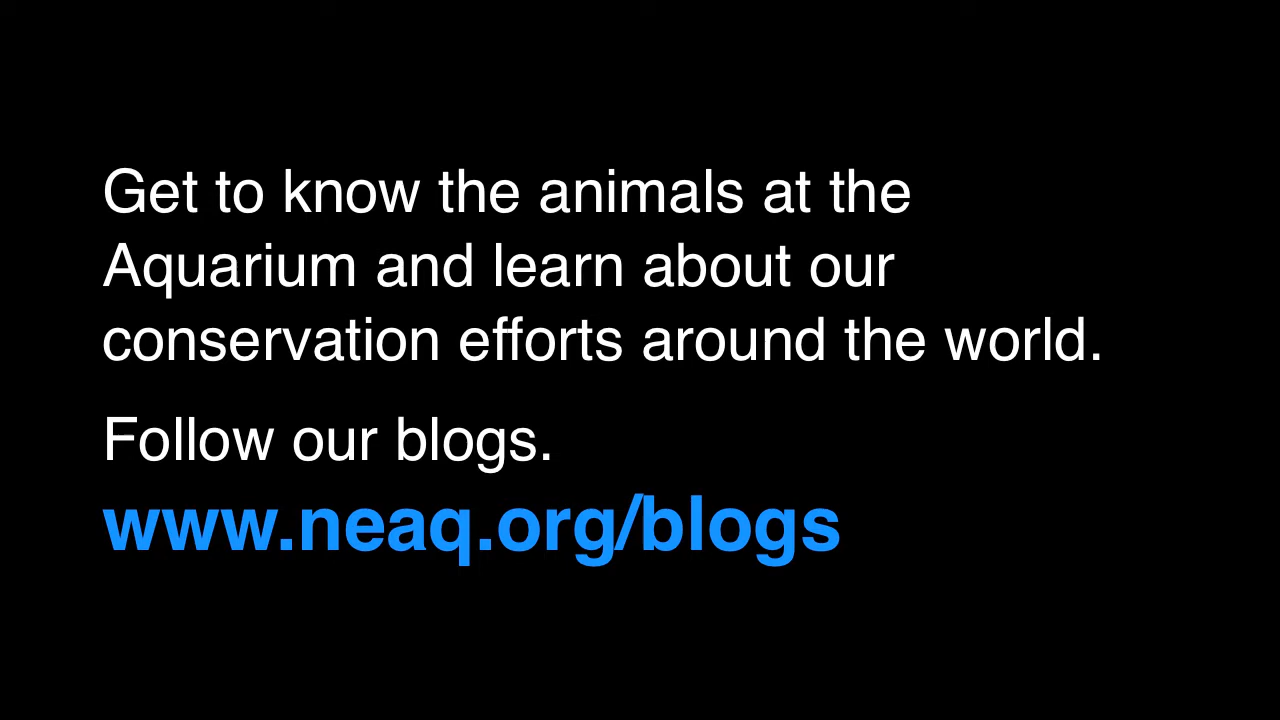 Get to know the animals at the
Aquarium and learn about our
conservation efforts around the world.
Follow our blogs.
www.neaq.org/blogs